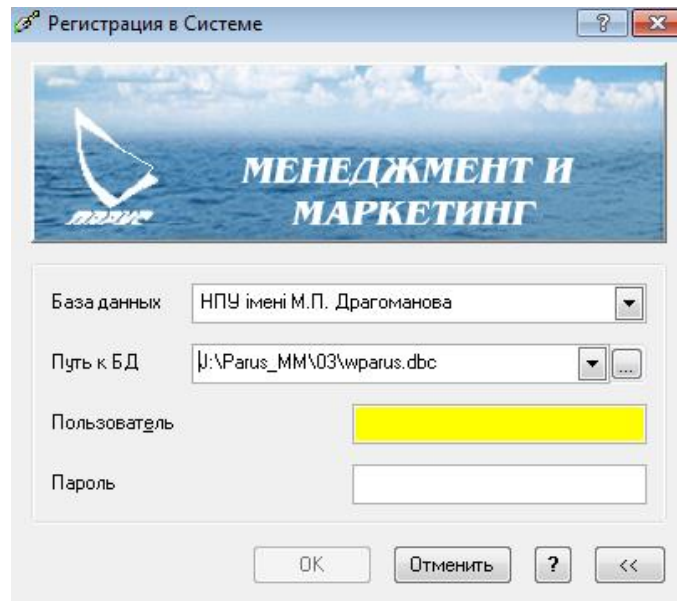 Регистрация в Системе
?
ПАРУС
МЕНЕДЖМЕНТ И
МАРКЕТИНГ
База данных
НПУ імені М.П. Драгоманова
Путь к БД
J:\Parus_MM\03\wparus.dbc
...
Пользователь
Пароль
OK
Отменить
?
<<